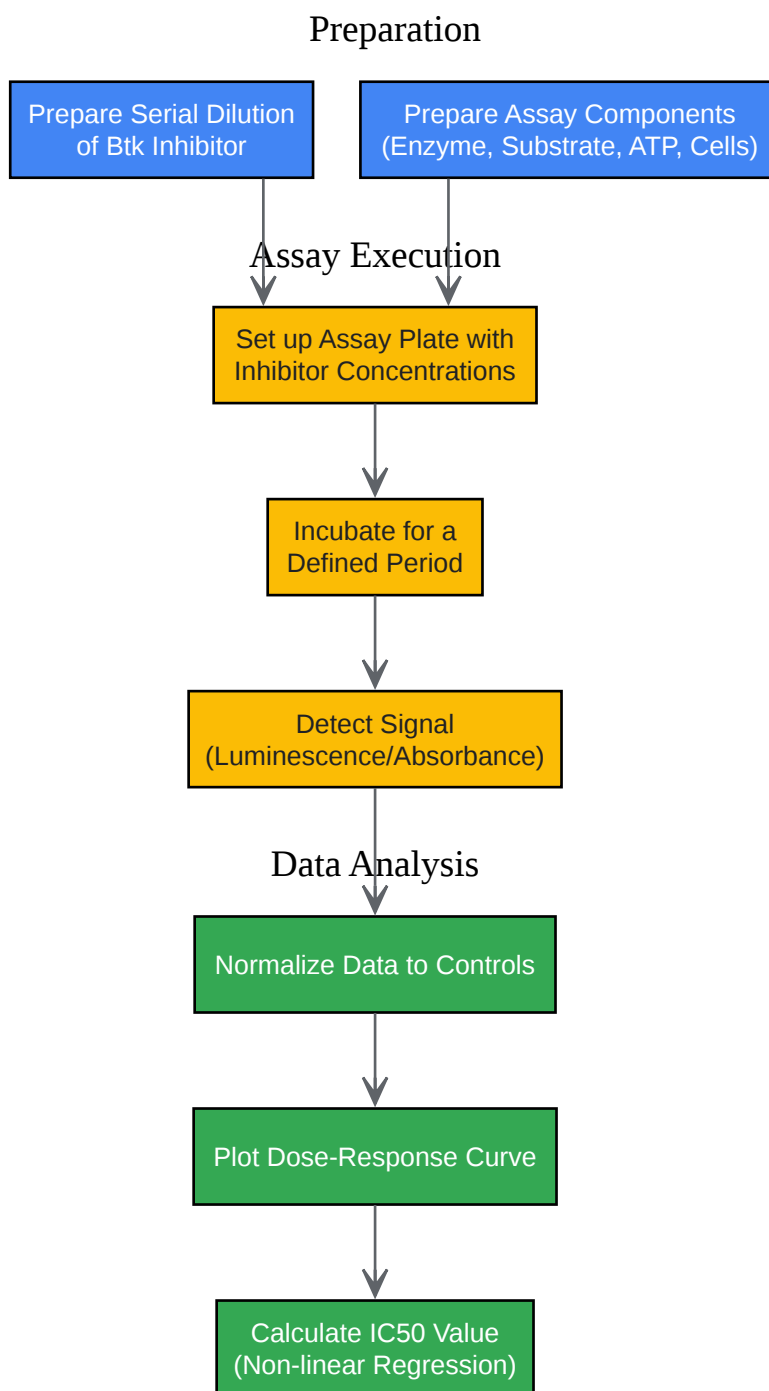 Preparation
Prepare Serial Dilution
of Btk Inhibitor
Prepare Assay Components
(Enzyme, Substrate, ATP, Cells)
Assay Execution
Set up Assay Plate with
Inhibitor Concentrations
Incubate for a
Defined Period
Detect Signal
(Luminescence/Absorbance)
Data Analysis
Normalize Data to Controls
Plot Dose-Response Curve
Calculate IC50 Value
(Non-linear Regression)